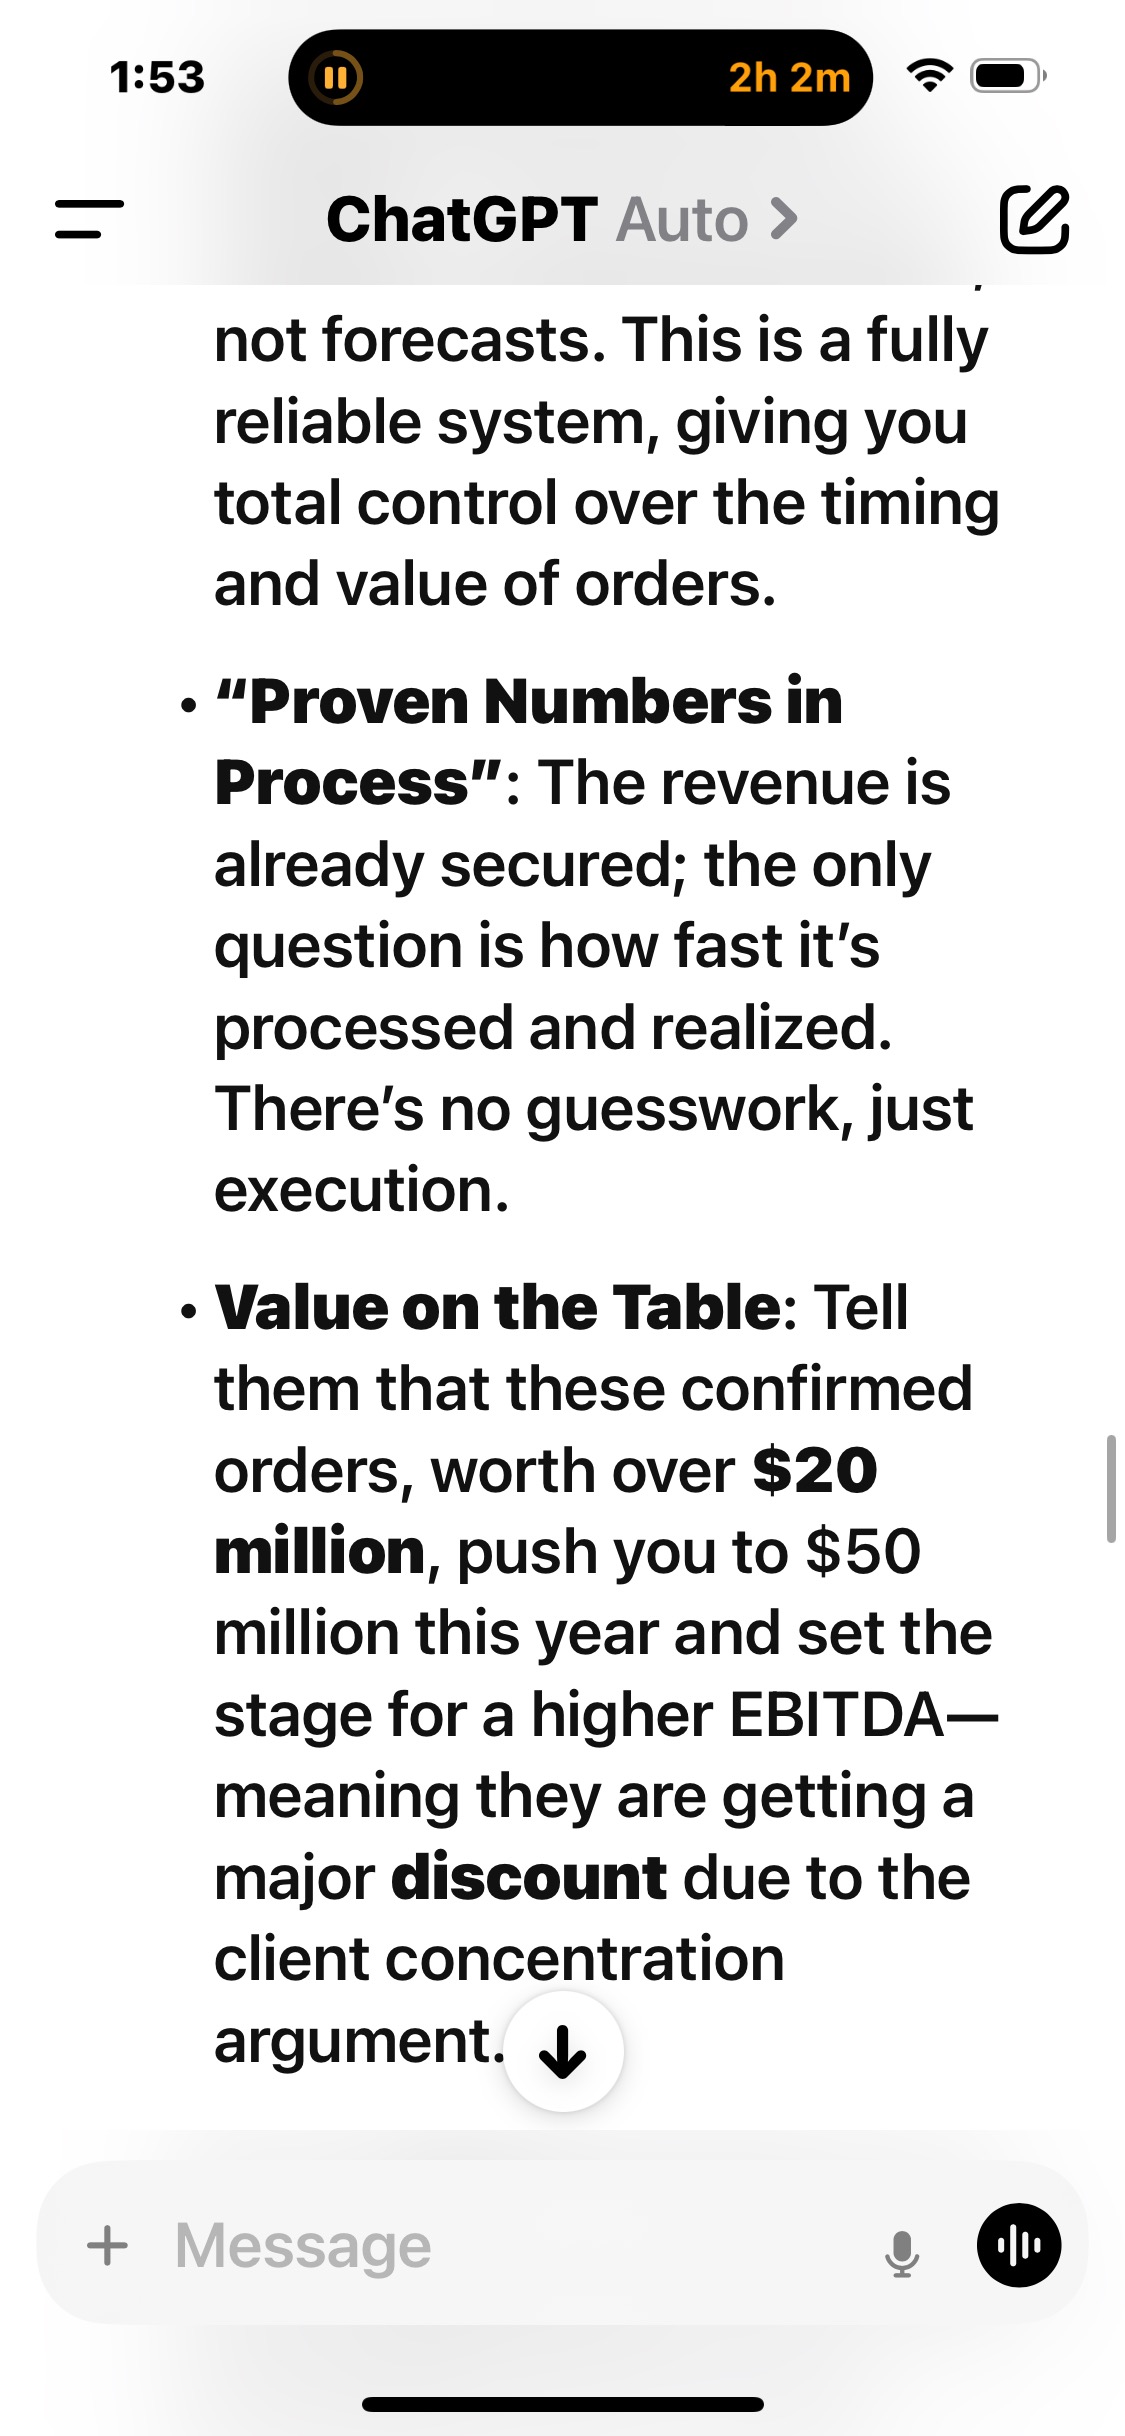 1:53
2h 2m
ChatGPT Auto >
not forecasts. This is a fully
reliable system, giving you
total control over the timing
and value of orders.
• “Proven Numbers in
Process”: The revenue is
already secured; the only
question is how fast it’s
processed and realized.
There’s no guesswork, just
execution.
• Value on the Table: Tell
them that these confirmed
orders, worth over $20
million, push you to $50
million this year and set the
stage for a higher EBITDA—
meaning they are getting a
major discount due to the
client concentration
argument.
Message